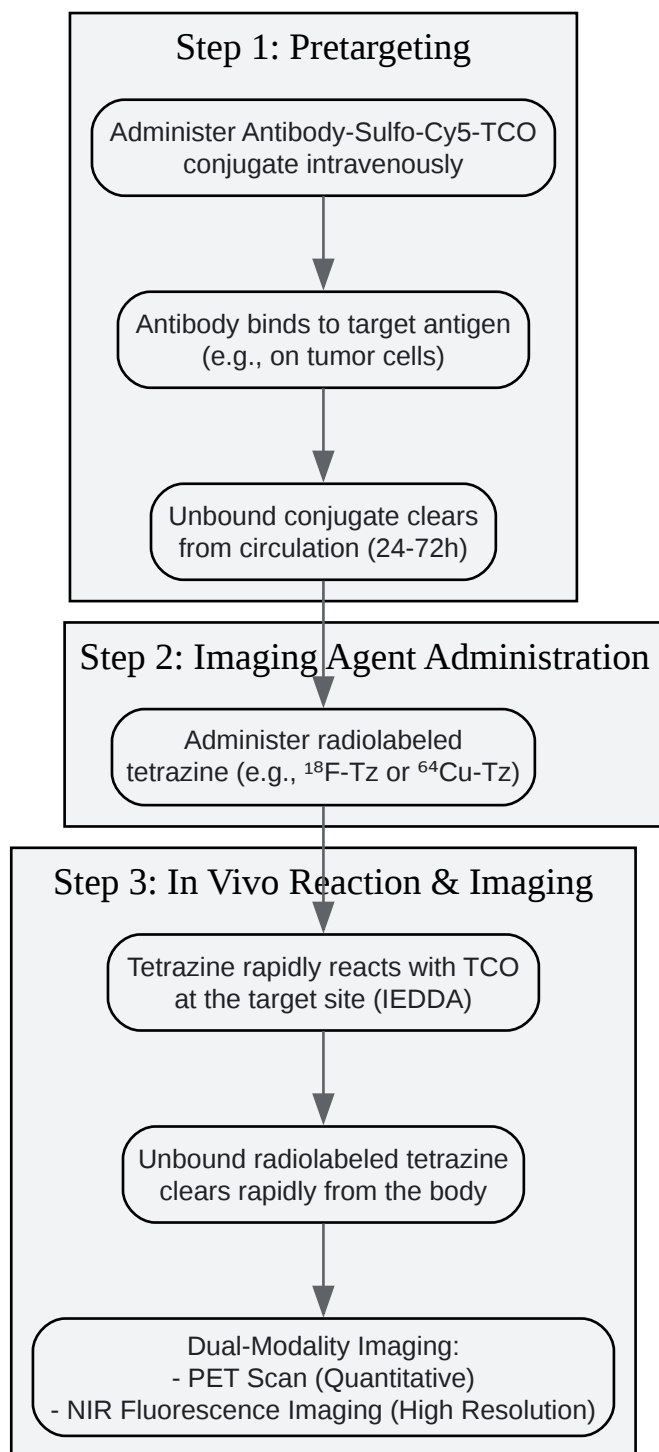 Step 1: Pretargeting
Administer Antibody-Sulfo-Cy5-TCO
conjugate intravenously
Antibody binds to target antigen
(e.g., on tumor cells)
Unbound conjugate clears
from circulation (24-72h)
Step 2: Imaging Agent Administration
Administer radiolabeled
tetrazine (e.g., ¹⁸F-Tz or ⁶⁴Cu-Tz)
Step 3: In Vivo Reaction & Imaging
Tetrazine rapidly reacts with TCO
at the target site (IEDDA)
Unbound radiolabeled tetrazine
clears rapidly from the body
Dual-Modality Imaging:
- PET Scan (Quantitative)
- NIR Fluorescence Imaging (High Resolution)